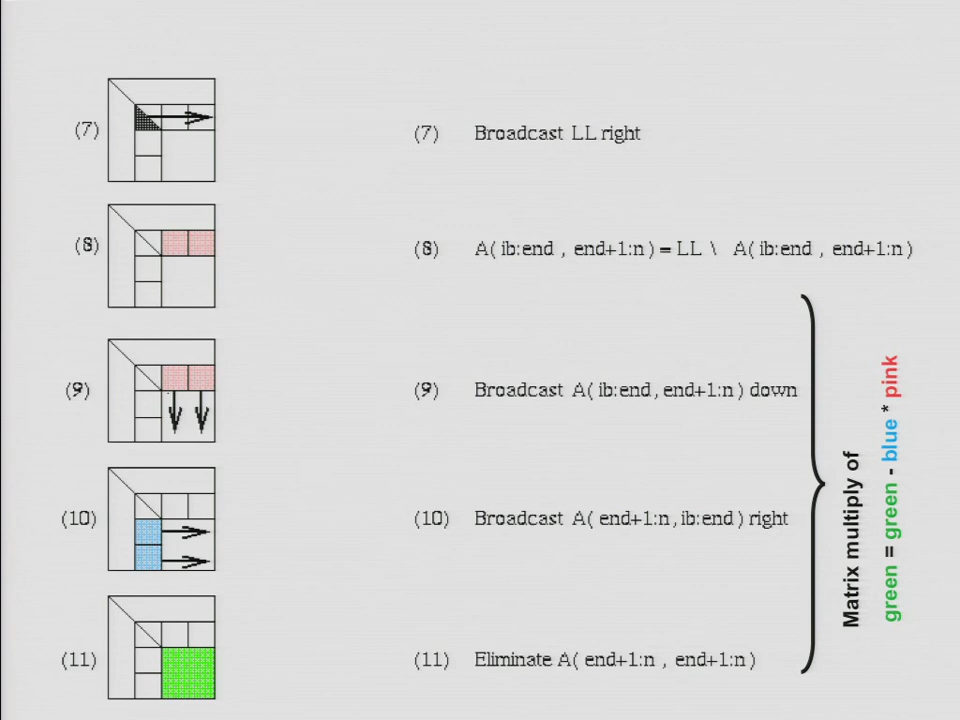 (7)
(7) Broadcast LL right
(8)
(8) A( ib:end , end+1:n ) = LL \ A( ib:end , end+1:n )
(9)
(9) Broadcast A( ib:end , end+1:n ) down
(10)
(10) Broadcast A( end+1:n , ib:end ) right
(11)
(11) Eliminate A( end+1:n , end+1:n )
Matrix multiply of
green = green - blue * pink